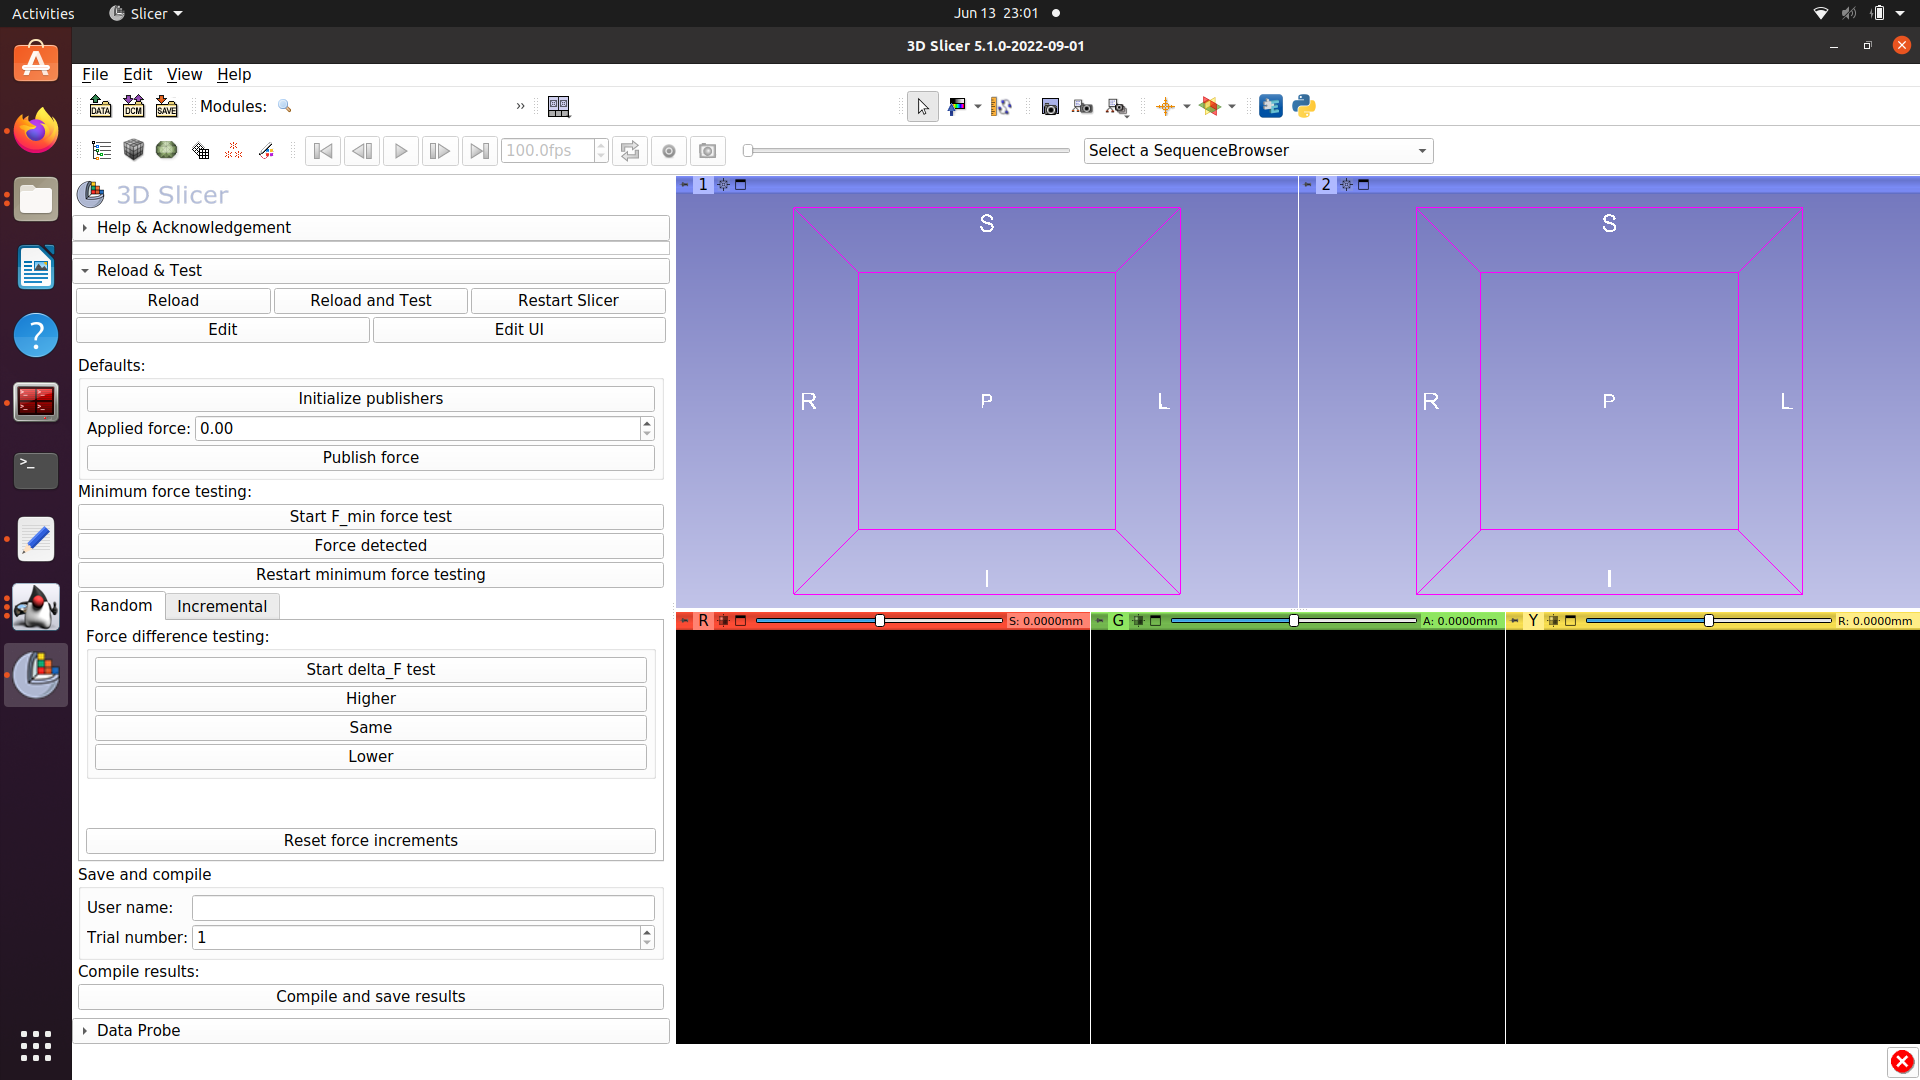 Activities Slicer Jun 13 23:01
3D Slicer 5.1.0-2022-09-01
File Edit View Help
DATA DCM SAVE Modules: »
100.0fps Select a SequenceBrowser
3D Slicer
Help & Acknowledgement
Reload & Test
Reload Reload and Test Restart Slicer
Edit Edit UI
Defaults:
Initialize publishers
Applied force: 0.00
Publish force
Minimum force testing:
Start F_min force test
Force detected
Restart minimum force testing
Random Incremental
Force difference testing:
Start delta_F test
Higher
Same
Lower
Reset force increments
Save and compile
User name:
Trial number: 1
Compile results:
Compile and save results
Data Probe
1
S
R P L
I
2
S
R P L
I
R S: 0.0000mm
G A: 0.0000mm
Y R: 0.0000mm